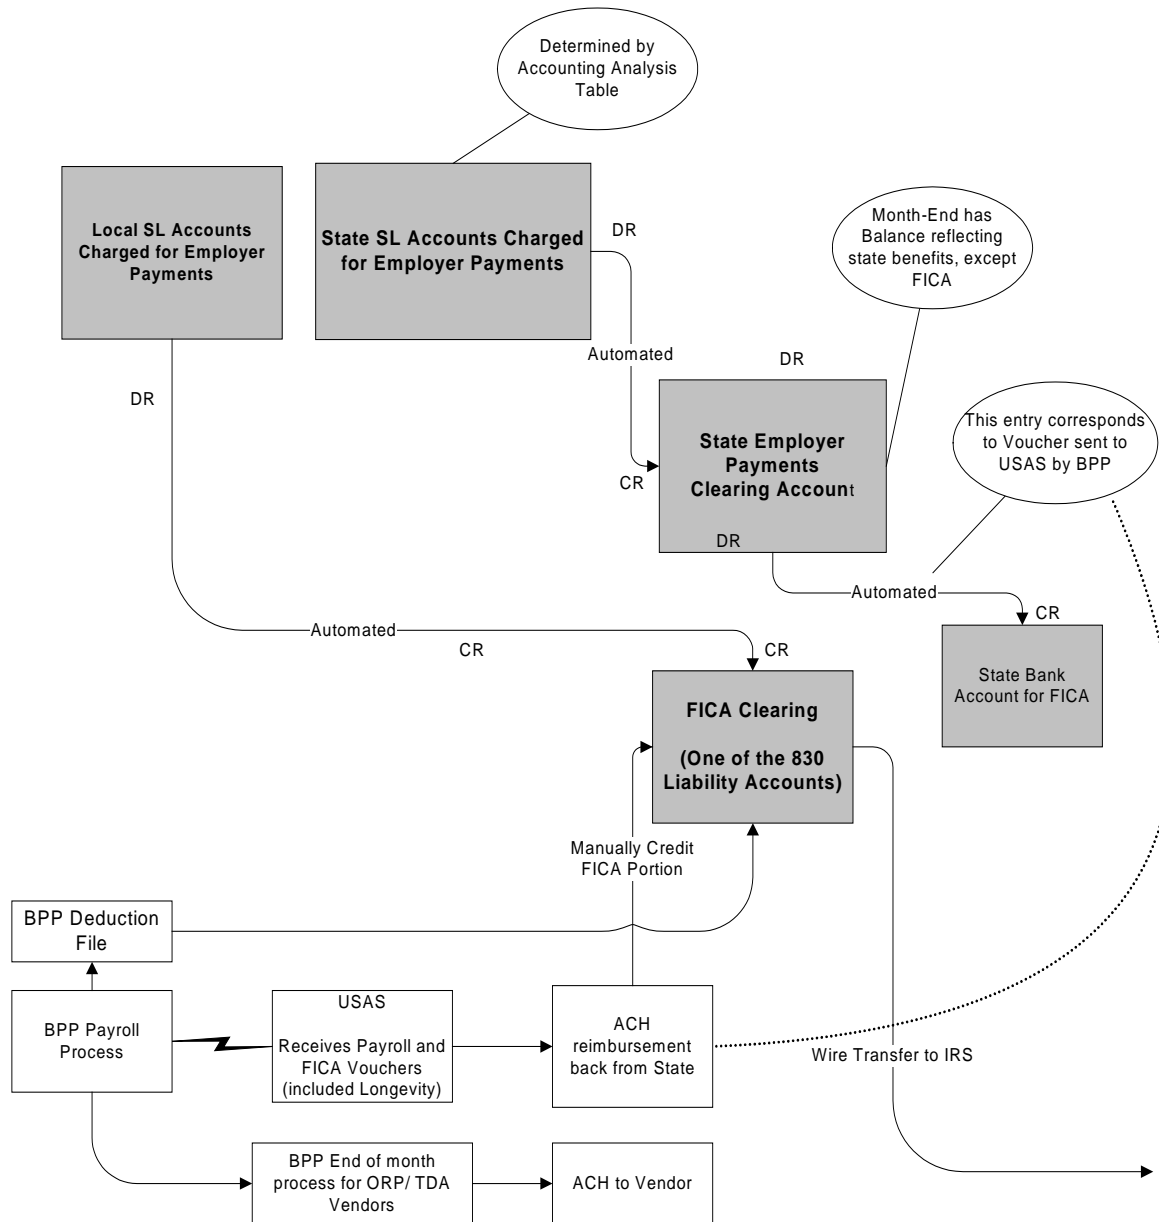 Determined by
Accounting Analysis
Table
Local SL Accounts
Charged for Employer
Payments
State SL Accounts Charged
for Employer Payments
DR
Month-End has
Balance reflecting
state benefits, except
FICA
Automated
DR
DR
State Employer
Payments
Clearing Account
CR
DR
This entry corresponds
to Voucher sent to
USAS by BPP
Automated
CR
Automated
CR
CR
State Bank
Account for FICA
FICA Clearing
(One of the 830
Liability Accounts)
Manually Credit
FICA Portion
BPP Deduction
File
BPP Payroll
Process
USAS
Receives Payroll and
FICA Vouchers
(included Longevity)
ACH
reimbursement
back from State
Wire Transfer to IRS
BPP End of month
process for ORP/ TDA
Vendors
ACH to Vendor